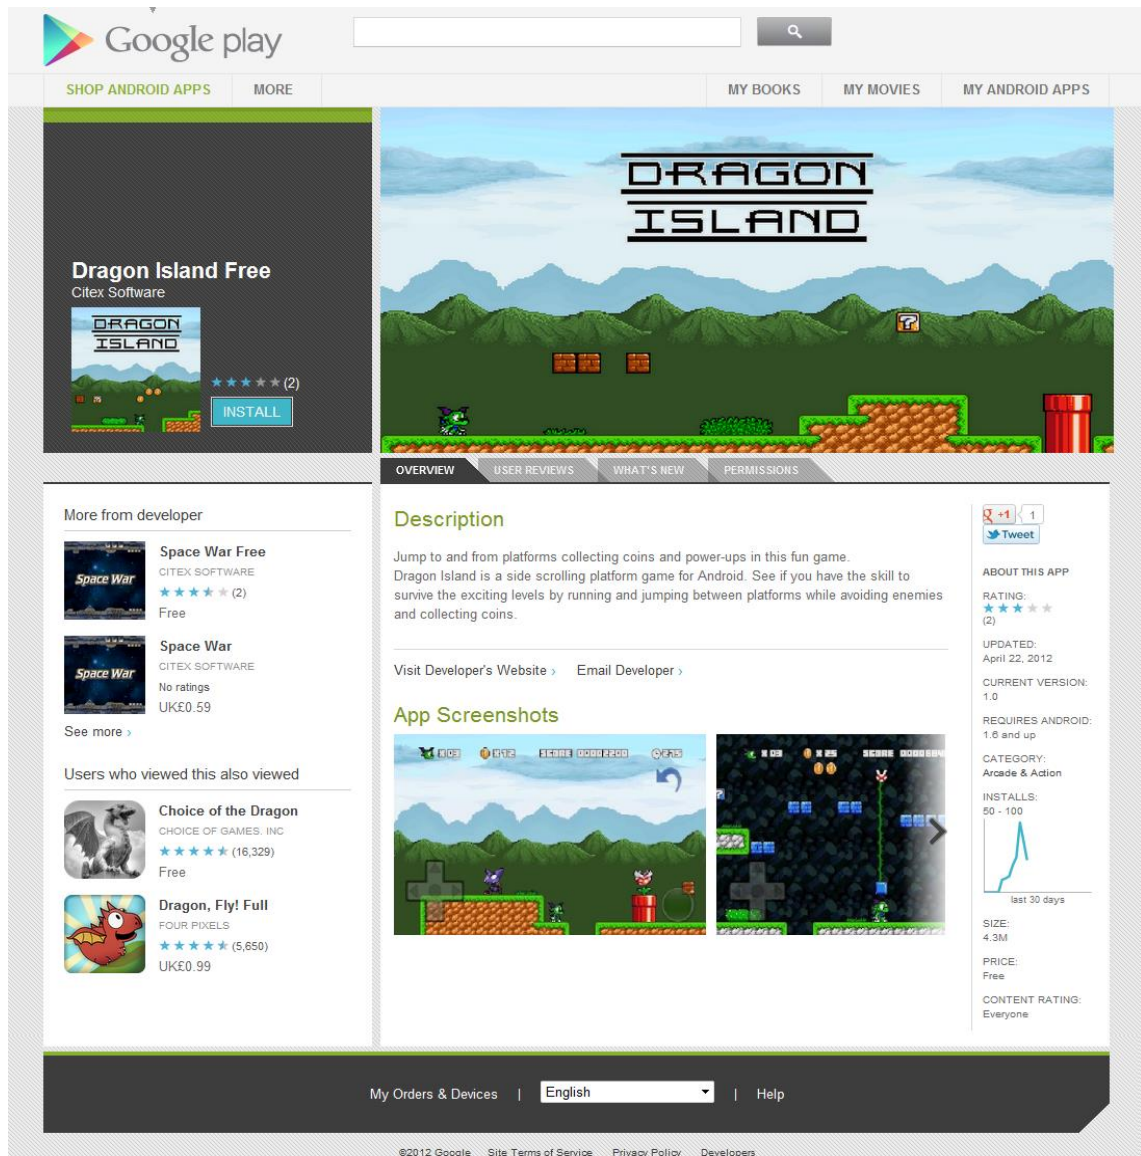 Google play
SHOP ANDROID APPS MORE MY BOOKS MY MOVIES MY ANDROID APPS
Dragon Island Free
Citex Software
DRAGON
ISLAND
(2)
INSTALL
DRAGON
ISLAND
?
OVERVIEW USER REVIEWS WHAT'S NEW PERMISSIONS
More from developer
Space War
Space War Free
CITEX SOFTWARE
(2)
Free
Space War
Space War
CITEX SOFTWARE
No ratings
UK£0.59
See more ›
Users who viewed this also viewed
Choice of the Dragon
CHOICE OF GAMES. INC
(16,329)
Free
Dragon, Fly! Full
FOUR PIXELS
(5,650)
UK£0.99
Description
Jump to and from platforms collecting coins and power-ups in this fun game.
Dragon Island is a side scrolling platform game for Android. See if you have the skill to
survive the exciting levels by running and jumping between platforms while avoiding enemies
and collecting coins.
Visit Developer's Website › Email Developer ›
App Screenshots
X 03 X 25 SCORE
g +1 1
Tweet
ABOUT THIS APP
RATING:
(2)
UPDATED:
April 22, 2012
CURRENT VERSION:
1.0
REQUIRES ANDROID:
1.6 and up
CATEGORY:
Arcade & Action
INSTALLS:
50 - 100
last 30 days
SIZE:
4.3M
PRICE:
Free
CONTENT RATING:
Everyone
My Orders & Devices | English | Help
©2012 Google Site Terms of Service Privacy Policy Developers